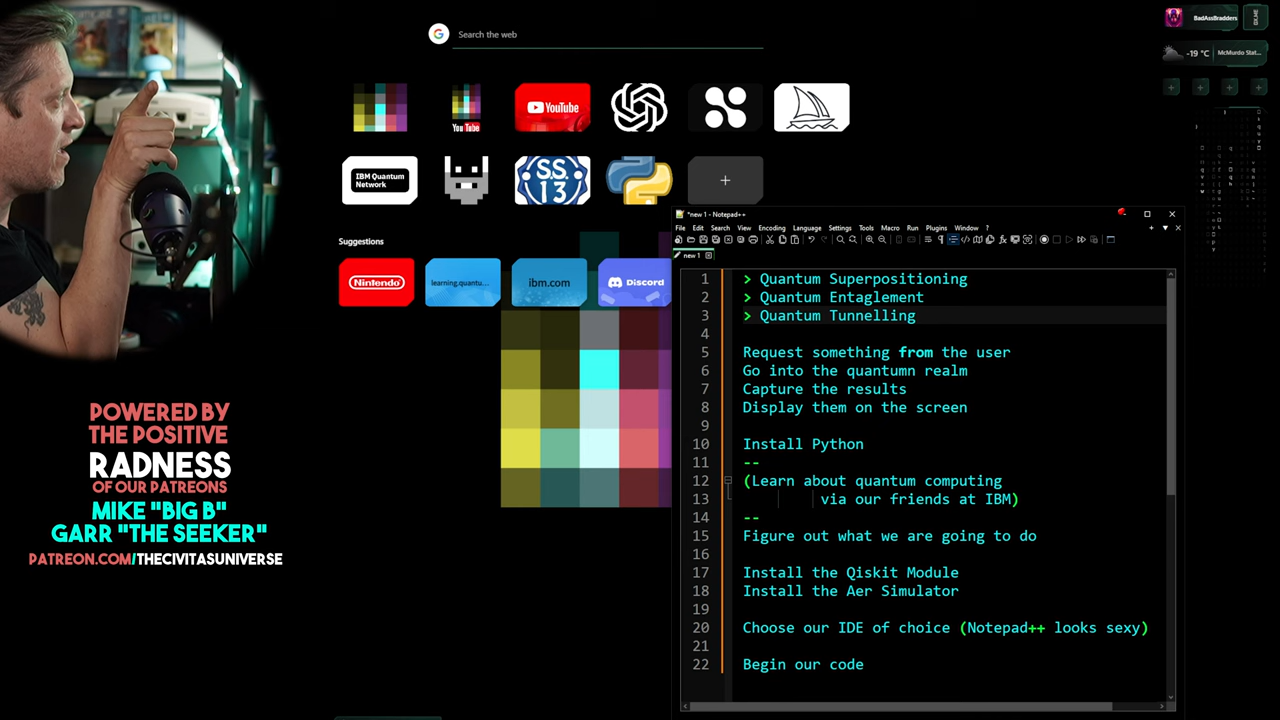 Search the web
BadAssBradders
-19 °C
McMurdo Stat...
YouTube
You Tube
IBM Quantum
Network
S.S.
13
Suggestions
Nintendo
learning.quantu...
ibm.com
Discord
*new 1 - Notepad++
File Edit Search View Encoding Language Settings Tools Macro Run Plugins Window ?
new 1
1 > Quantum Superpositioning
2 > Quantum Entaglement
3 > Quantum Tunnelling
4
5 Request something from the user
6 Go into the quantumn realm
7 Capture the results
8 Display them on the screen
9
10 Install Python
11 --
12 (Learn about quantum computing
13 via our friends at IBM)
14 --
15 Figure out what we are going to do
16
17 Install the Qiskit Module
18 Install the Aer Simulator
19
20 Choose our IDE of choice (Notepad++ looks sexy)
21
22 Begin our code
POWERED BY
THE POSITIVE
RADNESS
OF OUR PATREONS
MIKE "BIG B"
GARR "THE SEEKER"
PATREON.COM/THECIVITASUNIVERSE